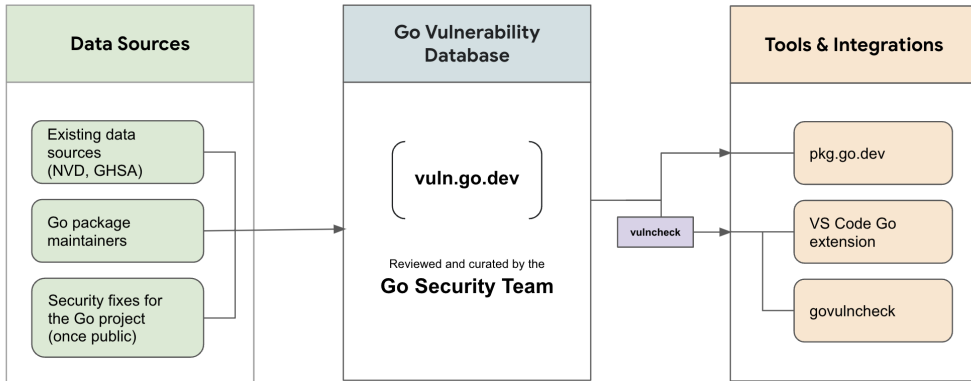 Data Sources
Existing data
sources
(NVD, GHSA)
Go package
maintainers
Security fixes for
the Go project
(once public)
Go Vulnerability
Database
vuln.go.dev
Reviewed and curated by the
Go Security Team
vulncheck
Tools & Integrations
pkg.go.dev
VS Code Go
extension
govulncheck